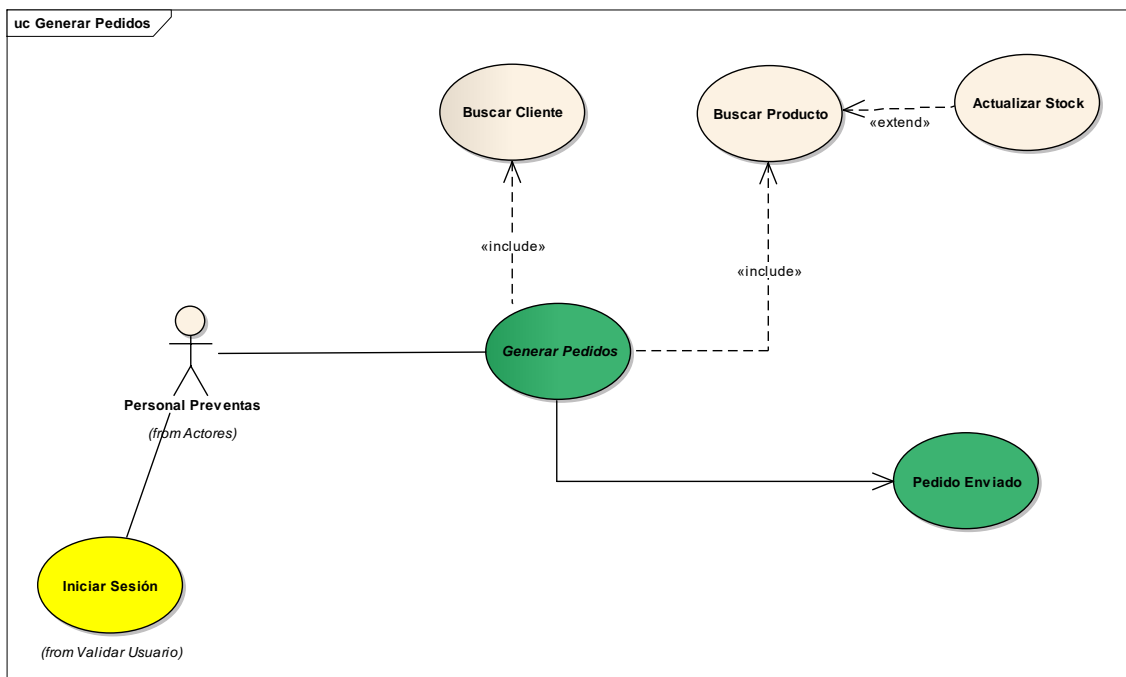 uc Generar Pedidos
Buscar Cliente
Buscar Producto
Actualizar Stock
«extend»
«include»
«include»
Generar Pedidos
Personal Preventas
(from Actores)
Pedido Enviado
Iniciar Sesión
(from Validar Usuario)